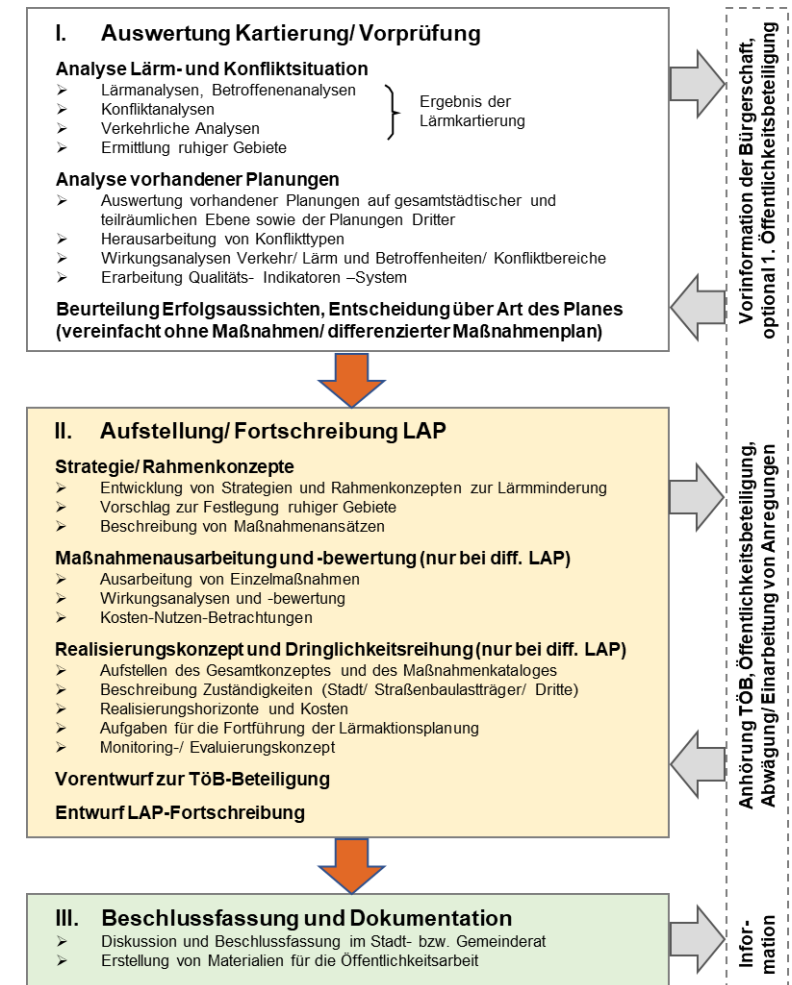 I. Auswertung Kartierung/ Vorprüfung
Analyse Lärm- und Konfliktsituation
➢ Lärmanalysen, Betroffenenanalysen
➢ Konfliktanalysen
➢ Verkehrliche Analysen
➢ Ermittlung ruhiger Gebiete
Ergebnis der
Lärmkartierung
Analyse vorhandener Planungen
➢ Auswertung vorhandener Planungen auf gesamtstädtischer und
teilräumlichen Ebene sowie der Planungen Dritter
➢ Herausarbeitung von Konflikttypen
➢ Wirkungsanalysen Verkehr/ Lärm und Betroffenheiten/ Konfliktbereiche
➢ Erarbeitung Qualitäts- Indikatoren –System
Beurteilung Erfolgsaussichten, Entscheidung über Art des Planes
(vereinfacht ohne Maßnahmen/ differenzierter Maßnahmenplan)
Vorinformation der Bürgerschaft,
optional 1. Öffentlichkeitsbeteiligung
II. Aufstellung/ Fortschreibung LAP
Strategie/ Rahmenkonzepte
➢ Entwicklung von Strategien und Rahmenkonzepten zur Lärmminderung
➢ Vorschlag zur Festlegung ruhiger Gebiete
➢ Beschreibung von Maßnahmenansätzen
Maßnahmenausarbeitung und -bewertung (nur bei diff. LAP)
➢ Ausarbeitung von Einzelmaßnahmen
➢ Wirkungsanalysen und -bewertung
➢ Kosten-Nutzen-Betrachtungen
Realisierungskonzept und Dringlichkeitsreihung (nur bei diff. LAP)
➢ Aufstellen des Gesamtkonzeptes und des Maßnahmenkataloges
➢ Beschreibung Zuständigkeiten (Stadt/ Straßenbaulastträger/ Dritte)
➢ Realisierungshorizonte und Kosten
➢ Aufgaben für die Fortführung der Lärmaktionsplanung
➢ Monitoring-/ Evaluierungskonzept
Vorentwurf zur TöB-Beteiligung
Entwurf LAP-Fortschreibung
Anhörung TÖB, Öffentlichkeitsbeteiligung,
Abwägung/ Einarbeitung von Anregungen
III. Beschlussfassung und Dokumentation
➢ Diskussion und Beschlussfassung im Stadt- bzw. Gemeinderat
➢ Erstellung von Materialien für die Öffentlichkeitsarbeit
Infor-
mation